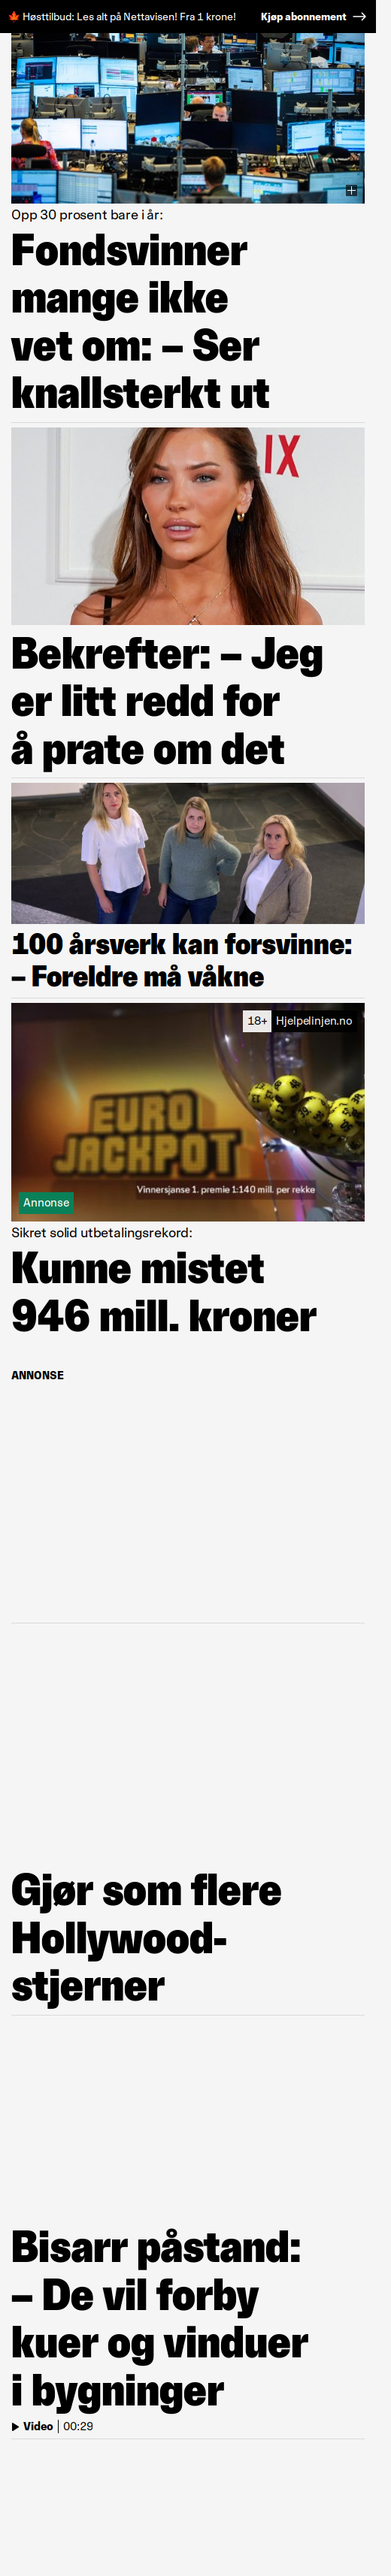 🍁 Høsttilbud: Les alt på Nettavisen! Fra 1 krone! Kjøp abonnement →
Opp 30 prosent bare i år:
Fondsvinner
mange ikke
vet om: – Ser
knallsterkt ut
IX
Bekrefter: – Jeg
er litt redd for
å prate om det
100 årsverk kan forsvinne:
– Foreldre må våkne
18+ Hjelpelinjen.no
EURO
JACKPOT
Vinnersjanse 1. premie 1:140 mill. per rekke
Annonse
Sikret solid utbetalingsrekord:
Kunne mistet
946 mill. kroner
ANNONSE
Gjør som flere
Hollywood-
stjerner
Bisarr påstand:
– De vil forby
kuer og vinduer
i bygninger
Video | 00:29